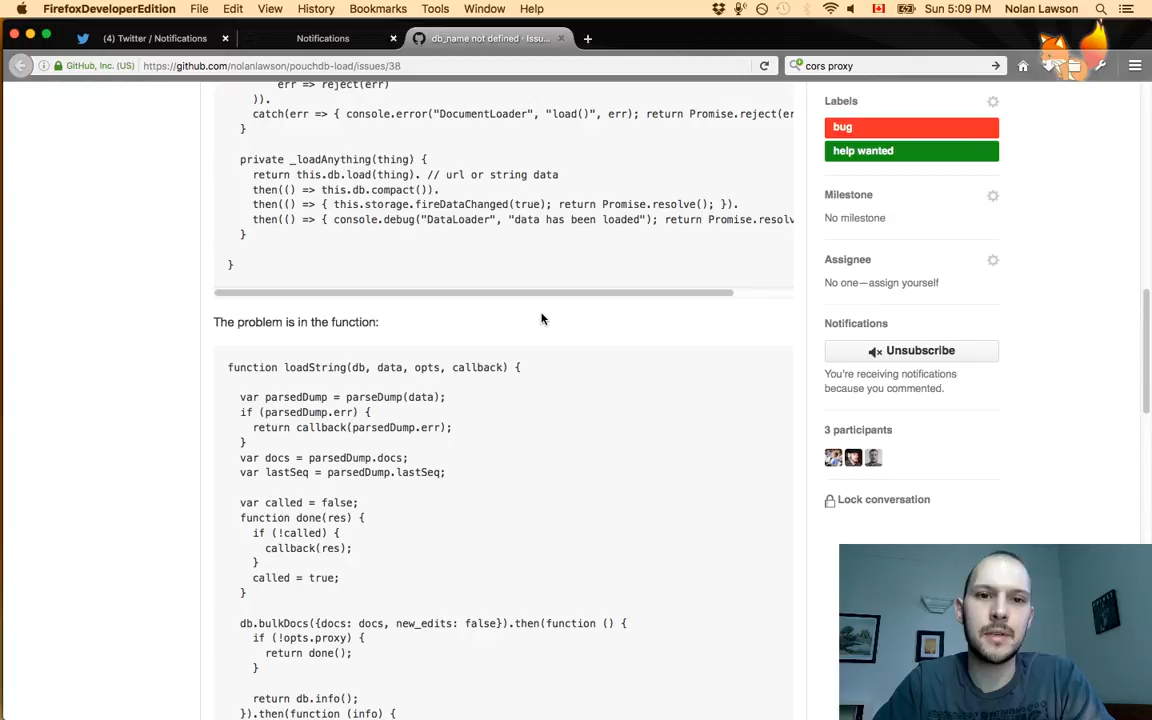 FirefoxDeveloperEdition File Edit View History Bookmarks Tools Window Help Sun 5:09 PM Nolan Lawson
(4) Twitter / Notifications Notifications db_name not defined - Issu...
GitHub, Inc. (US) https://github.com/nolanlawson/pouchdb-load/issues/38 cors proxy
err => reject(err)
)).
catch(err => { console.error("DocumentLoader", "load()", err); return Promise.reject(er
}
private _loadAnything(thing) {
return this.db.load(thing). // url or string data
then(() => this.db.compact()).
then(() => { this.storage.fireDataChanged(true); return Promise.resolve(); }).
then(() => { console.debug("DataLoader", "data has been loaded"); return Promise.resolv
}
}
The problem is in the function:
function loadString(db, data, opts, callback) {
var parsedDump = parseDump(data);
if (parsedDump.err) {
return callback(parsedDump.err);
}
var docs = parsedDump.docs;
var lastSeq = parsedDump.lastSeq;
var called = false;
function done(res) {
if (!called) {
callback(res);
}
called = true;
}
db.bulkDocs({docs: docs, new_edits: false}).then(function () {
if (!opts.proxy) {
return done();
}
return db.info();
}).then(function (info) {
Labels
bug
help wanted
Milestone
No milestone
Assignee
No one—assign yourself
Notifications
Unsubscribe
You're receiving notifications
because you commented.
3 participants
Lock conversation